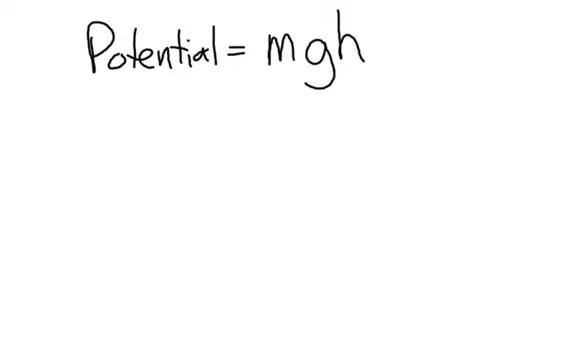 Potential = mgh